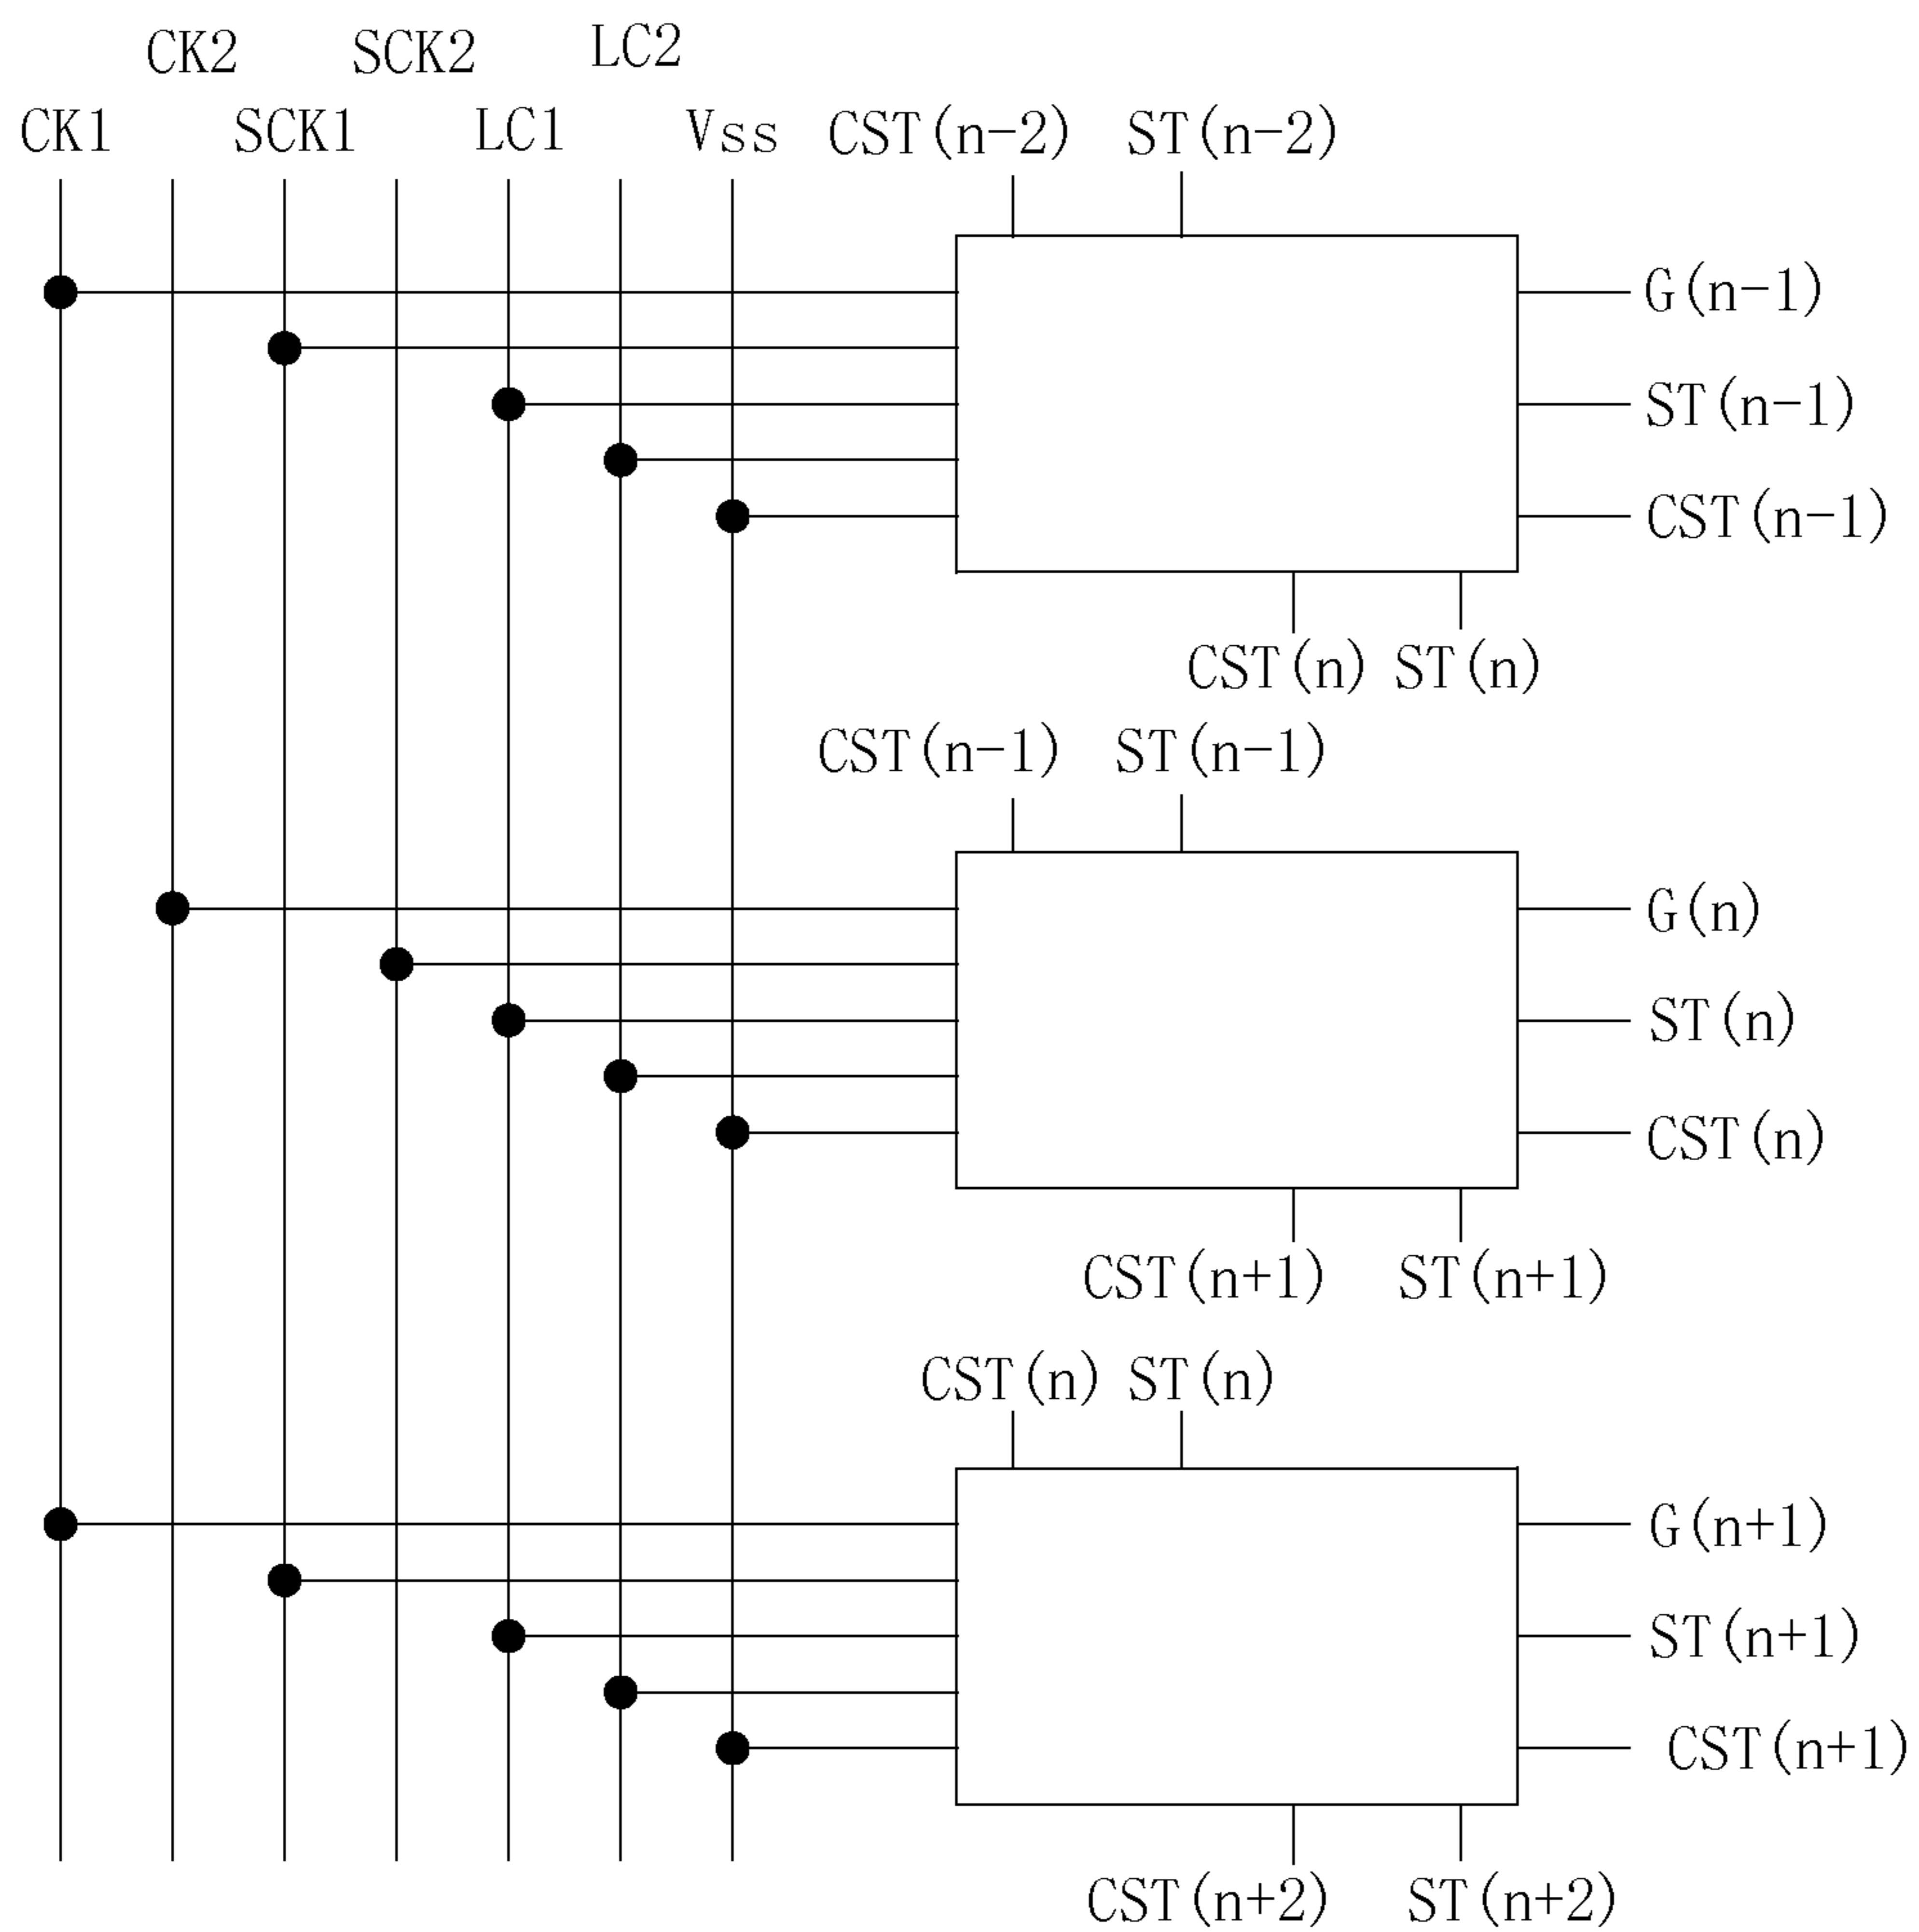 CK2 SCK2 LC2
CK1 SCK1 LC1 Vss CST(n-2) ST(n-2)
G(n-1)
ST(n-1)
CST(n-1)
CST(n) ST(n)
CST(n-1) ST(n-1)
G(n)
ST(n)
CST(n)
CST(n+1) ST(n+1)
CST(n) ST(n)
G(n+1)
ST(n+1)
CST(n+1)
CST(n+2) ST(n+2)